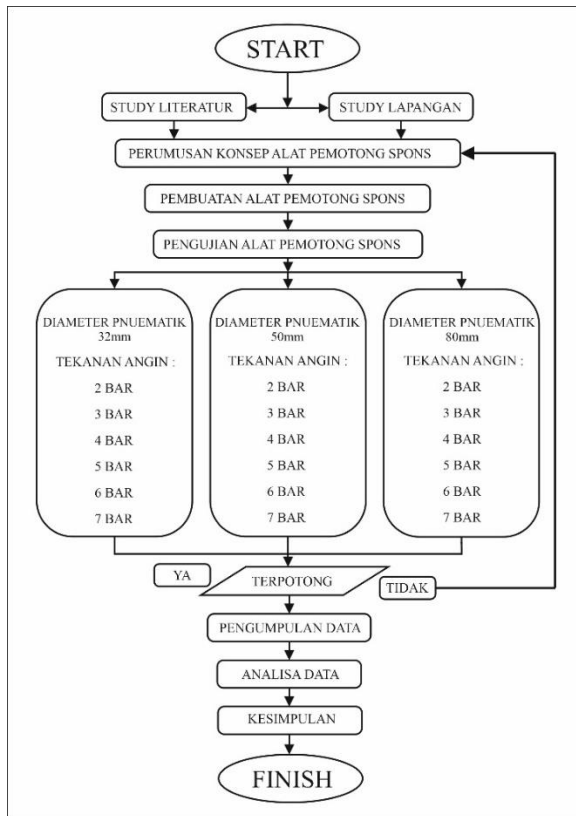 START
STUDY LITERATUR
STUDY LAPANGAN
PERUMUSAN KONSEP ALAT PEMOTONG SPONS
PEMBUATAN ALAT PEMOTONG SPONS
PENGUJIAN ALAT PEMOTONG SPONS
DIAMETER PNUEMATIK
32mm
TEKANAN ANGIN :
2 BAR
3 BAR
4 BAR
5 BAR
6 BAR
7 BAR
DIAMETER PNUEMATIK
50mm
TEKANAN ANGIN :
2 BAR
3 BAR
4 BAR
5 BAR
6 BAR
7 BAR
DIAMETER PNUEMATIK
80mm
TEKANAN ANGIN :
2 BAR
3 BAR
4 BAR
5 BAR
6 BAR
7 BAR
YA
TERPOTONG
TIDAK
PENGUMPULAN DATA
ANALISA DATA
KESIMPULAN
FINISH